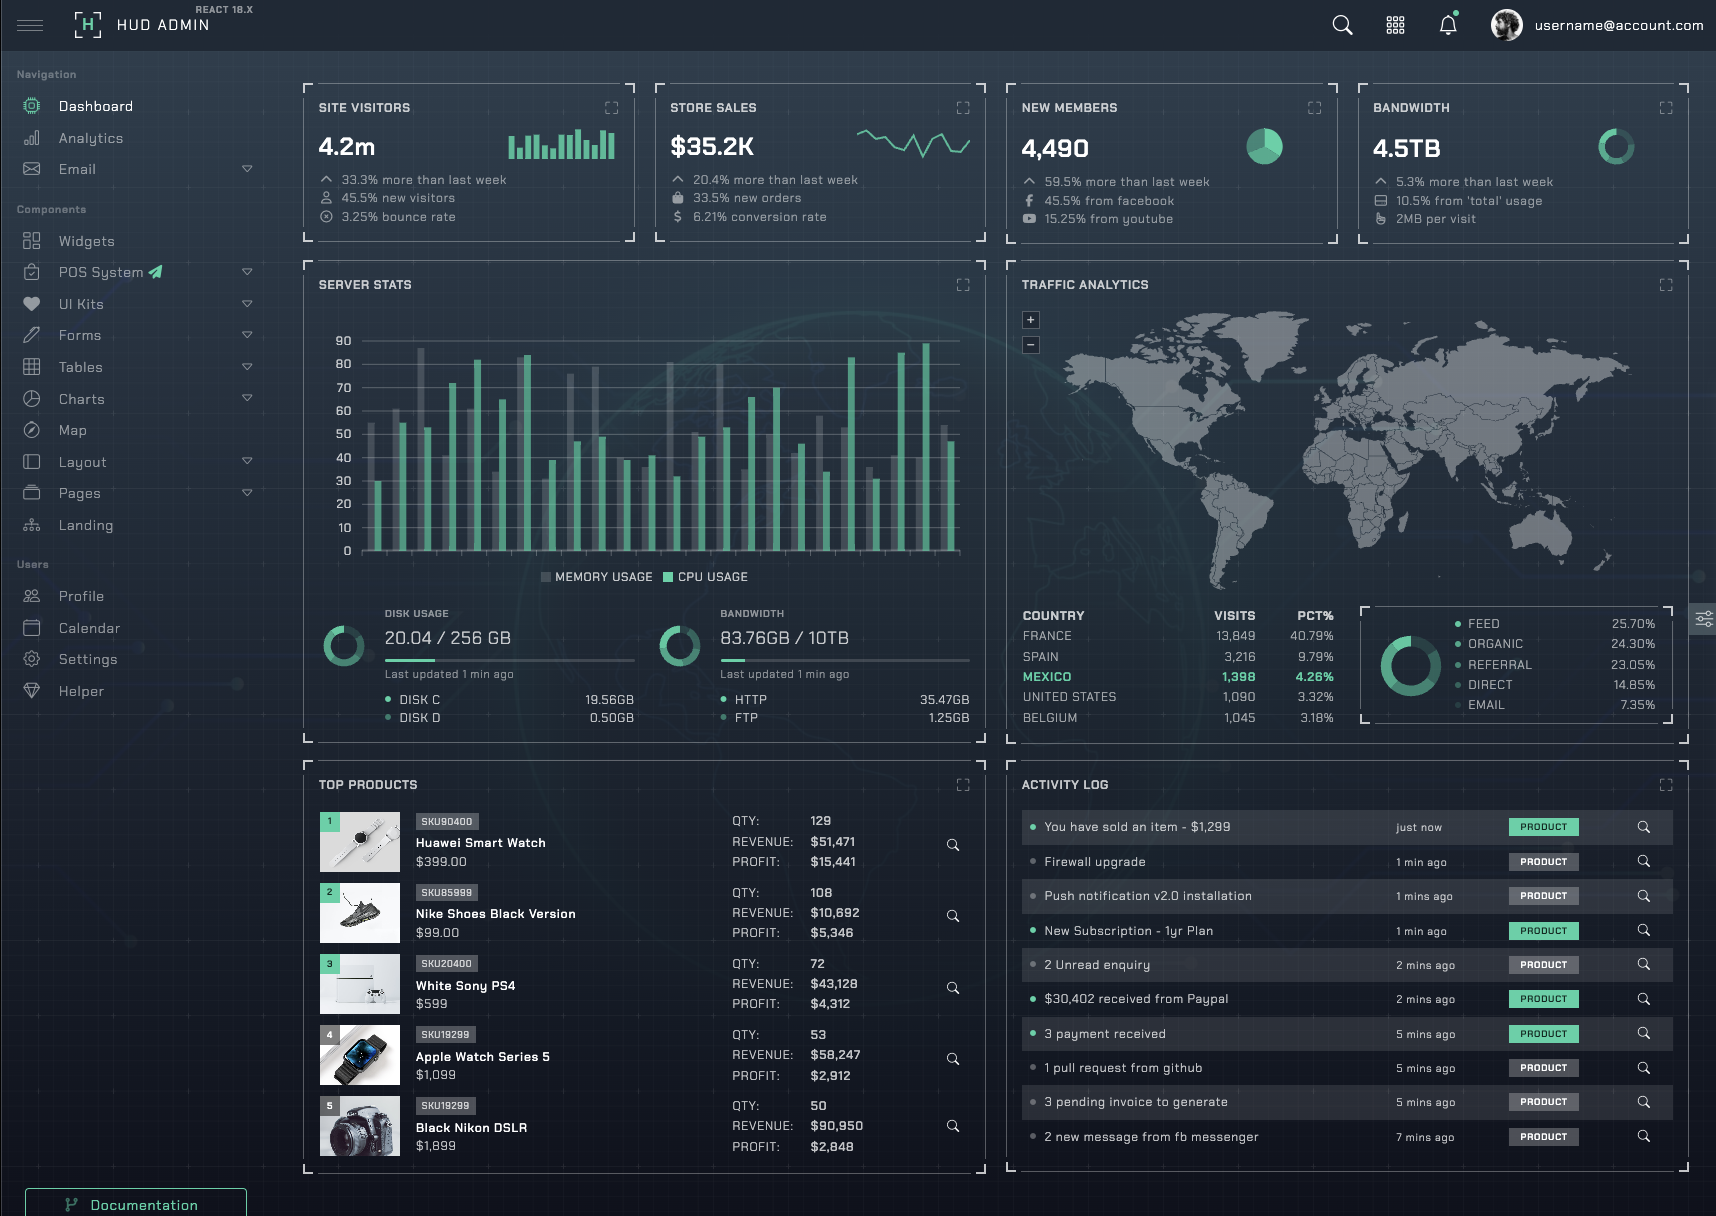 REACT 18.X
H HUD ADMIN
username@account.com
Navigation
Dashboard
Analytics
Email
Components
Widgets
POS System
UI Kits
Forms
Tables
Charts
Map
Layout
Pages
Landing
Users
Profile
Calendar
Settings
Helper
Documentation
SITE VISITORS
4.2m
33.3% more than last week
45.5% new visitors
3.25% bounce rate
STORE SALES
$35.2K
20.4% more than last week
33.5% new orders
$ 6.21% conversion rate
NEW MEMBERS
4,490
59.5% more than last week
45.5% from facebook
15.25% from youtube
BANDWIDTH
4.5TB
5.3% more than last week
10.5% from 'total' usage
2MB per visit
SERVER STATS
90
80
70
60
50
40
30
20
10
0
MEMORY USAGE CPU USAGE
DISK USAGE
20.04 / 256 GB
Last updated 1 min ago
DISK C 19.56GB
DISK D 0.50GB
BANDWIDTH
83.76GB / 10TB
Last updated 1 min ago
HTTP 35.47GB
FTP 1.25GB
TRAFFIC ANALYTICS
+
−
COUNTRY VISITS PCT%
FRANCE 13,849 40.79%
SPAIN 3,216 9.79%
MEXICO 1,398 4.26%
UNITED STATES 1,090 3.32%
BELGIUM 1,045 3.18%
FEED 25.70%
ORGANIC 24.30%
REFERRAL 23.05%
DIRECT 14.85%
EMAIL 7.35%
TOP PRODUCTS
1
SKU90400
Huawei Smart Watch
$399.00
QTY: 129
REVENUE: $51,471
PROFIT: $15,441
2
SKU85999
Nike Shoes Black Version
$99.00
QTY: 108
REVENUE: $10,692
PROFIT: $5,346
3
SKU20400
White Sony PS4
$599
QTY: 72
REVENUE: $43,128
PROFIT: $4,312
4
SKU19299
Apple Watch Series 5
$1,099
QTY: 53
REVENUE: $58,247
PROFIT: $2,912
5
SKU19299
Black Nikon DSLR
$1,899
QTY: 50
REVENUE: $90,950
PROFIT: $2,848
ACTIVITY LOG
You have sold an item - $1,299 just now PRODUCT
Firewall upgrade 1 min ago PRODUCT
Push notification v2.0 installation 1 mins ago PRODUCT
New Subscription - 1yr Plan 1 min ago PRODUCT
2 Unread enquiry 2 mins ago PRODUCT
$30,402 received from Paypal 2 mins ago PRODUCT
3 payment received 5 mins ago PRODUCT
1 pull request from github 5 mins ago PRODUCT
3 pending invoice to generate 5 mins ago PRODUCT
2 new message from fb messenger 7 mins ago PRODUCT